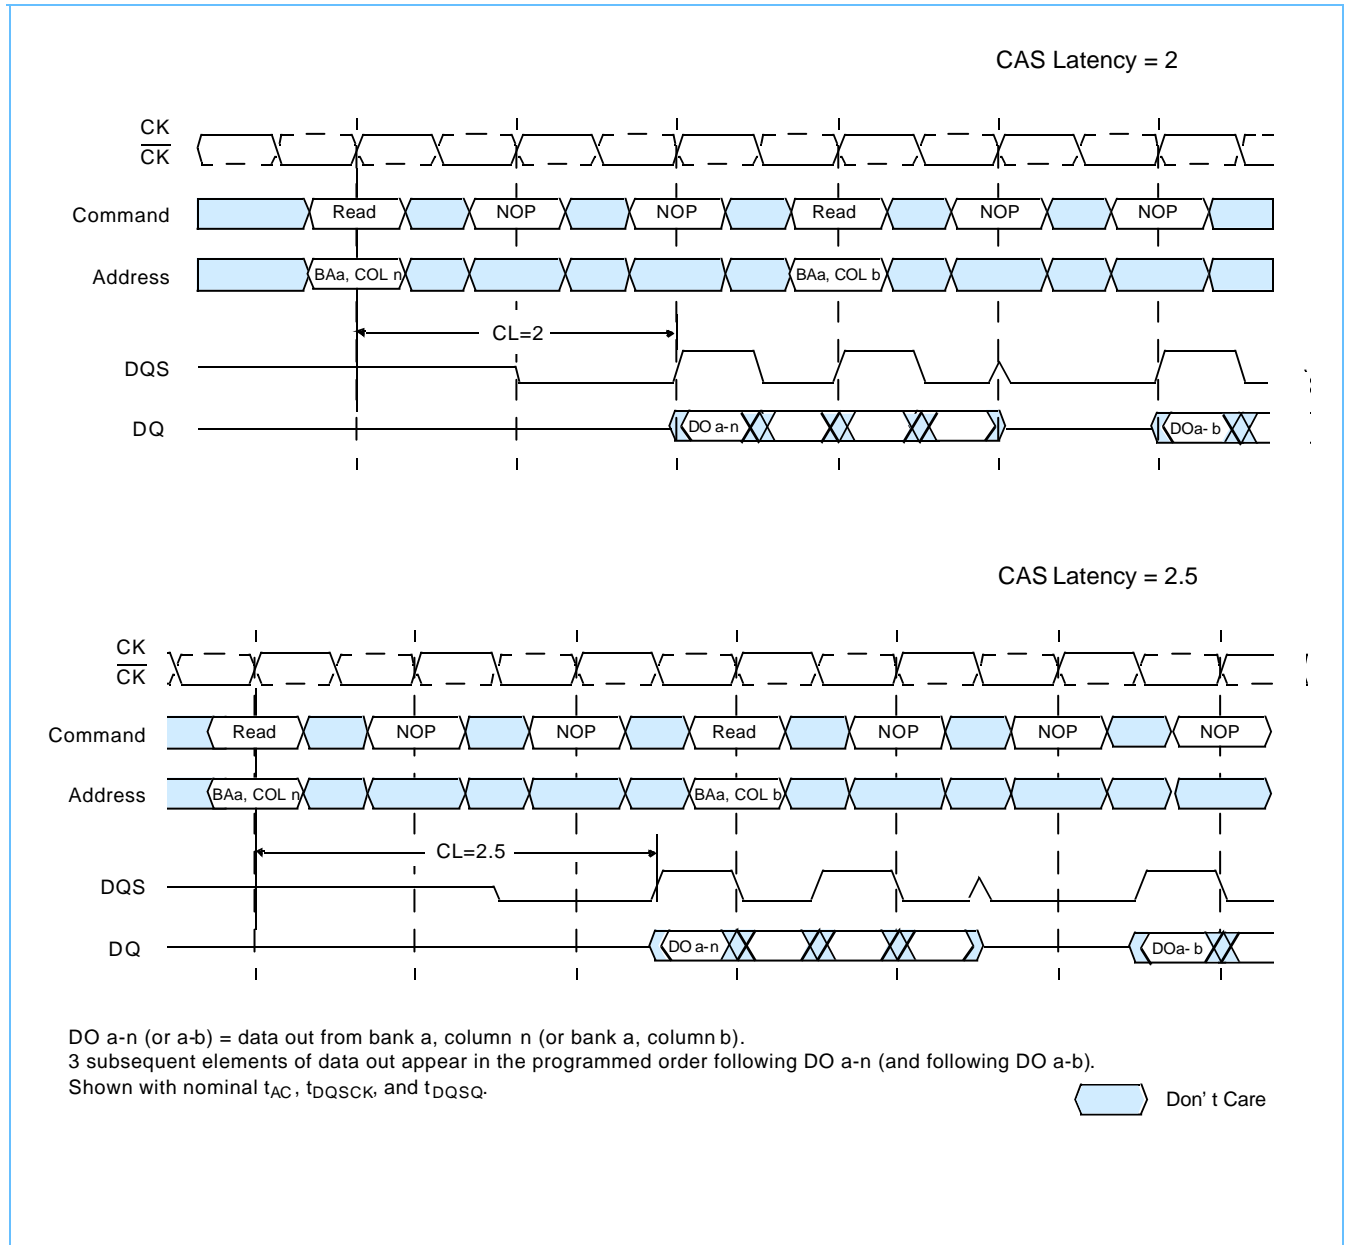 CAS Latency = 2
CK
CK
Command
Read
NOP
NOP
Read
NOP
NOP
Address
BAa, COL n
BAa, COL b
CL=2
DQS
DQ
DO a-n
DOa- b
CAS Latency = 2.5
CK
CK
Command
Read
NOP
NOP
Read
NOP
NOP
NOP
Address
BAa, COL n
BAa, COL b
CL=2.5
DQS
DQ
DO a-n
DOa- b
DO a-n (or a-b) = data out from bank a, column n (or bank a, column b).
3 subsequent elements of data out appear in the programmed order following DO a-n (and following DO a-b).
Shown with nominal tAC, tDQSCK, and tDQSQ.
Don' t Care